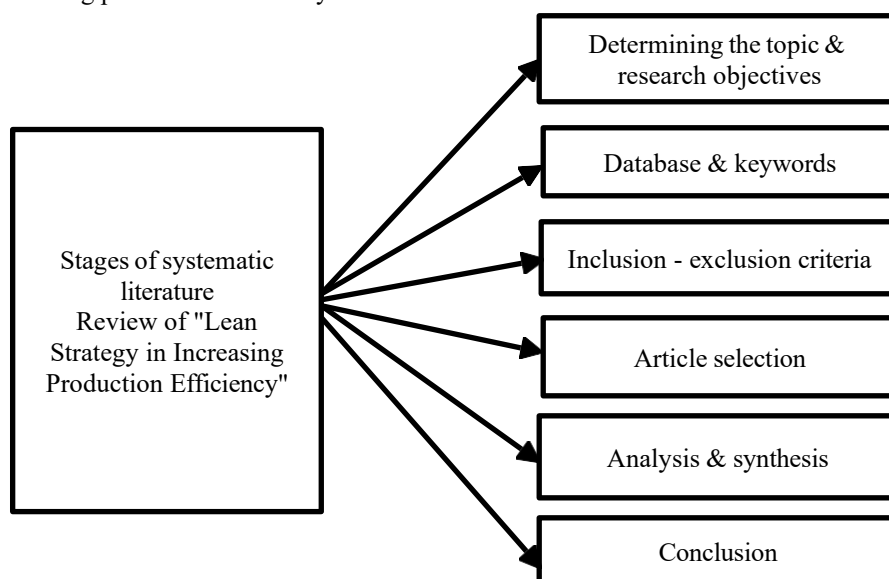 Determining the topic &
research objectives
Database & keywords
Stages of systematic
literature
Review of "Lean
Strategy in Increasing
Production Efficiency"
Inclusion - exclusion criteria
Article selection
Analysis & synthesis
Conclusion